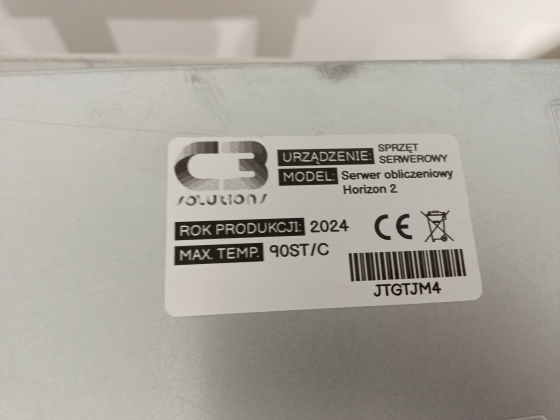 C3
solutions
URZĄDZENIE: SPRZĘT
SERWEROWY
MODEL: Serwer obliczeniowy
Horizon 2
ROK PRODUKCJI: 2024
MAX. TEMP. 90ST/C
CE
JTGTJM4